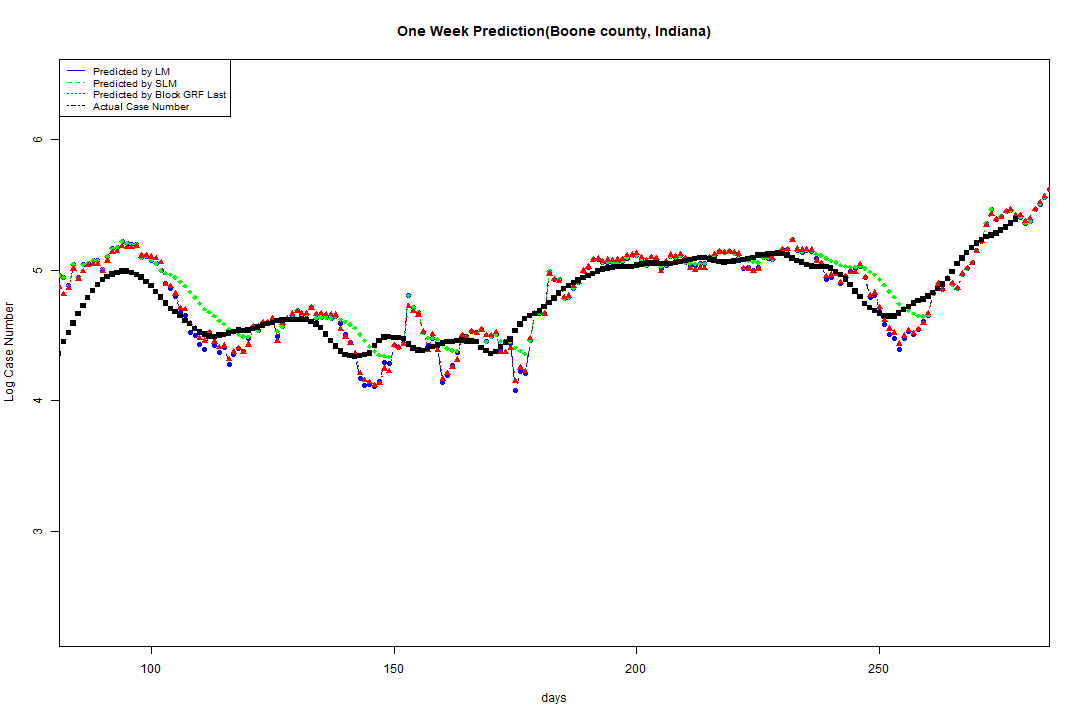 One Week Prediction(Boone county, Indiana)
Predicted by LM
Predicted by SLM
Predicted by Block GRF Last
Actual Case Number
6
5
4
3
Log Case Number
100
150
200
250
days